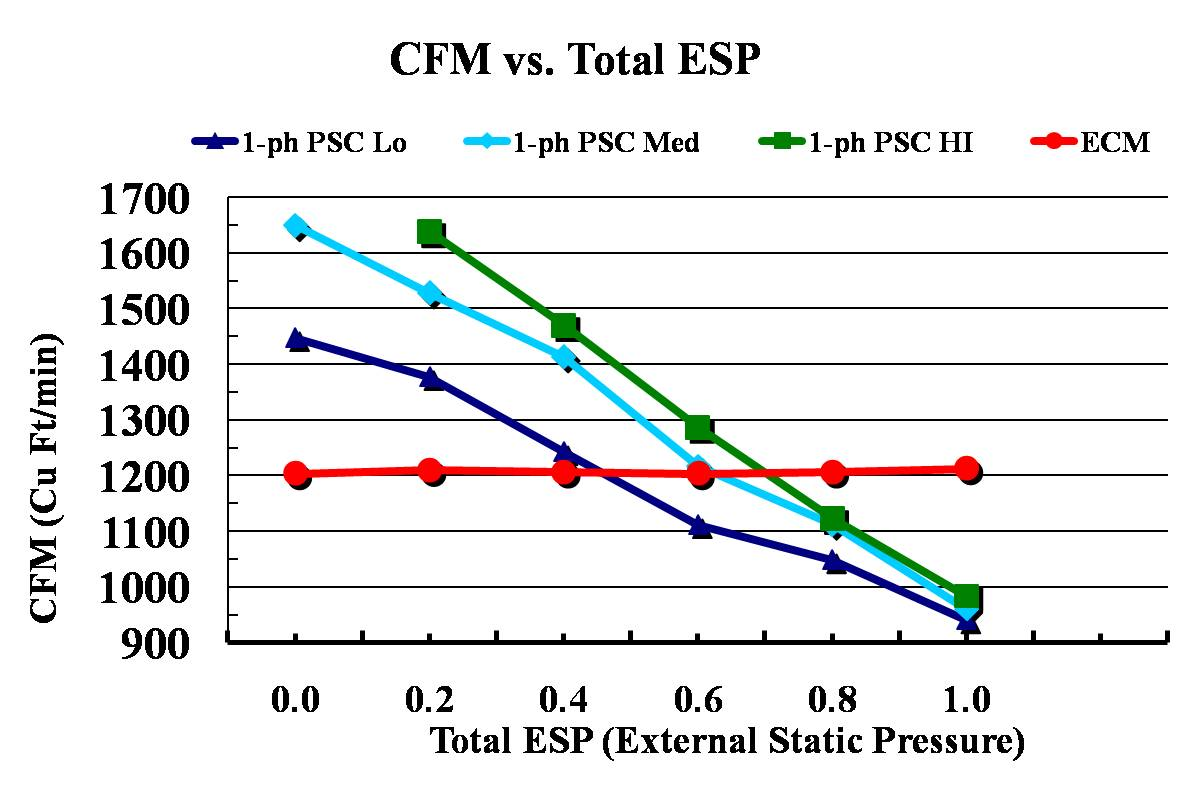 CFM vs. Total ESP
1-ph PSC Lo 1-ph PSC Med 1-ph PSC HI ECM
1700
1600
1500
1400
1300
1200
1100
1000
900
CFM (Cu Ft/min)
0.0 0.2 0.4 0.6 0.8 1.0
Total ESP (External Static Pressure)